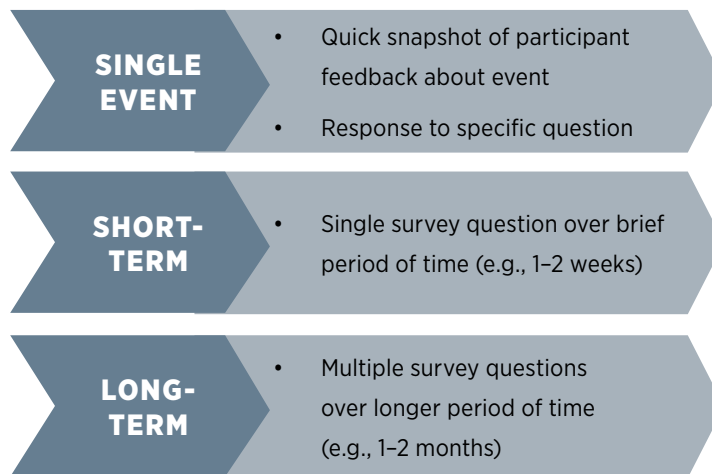 SINGLE
EVENT
• Quick snapshot of participant
feedback about event
• Response to specific question
SHORT-
TERM
• Single survey question over brief
period of time (e.g., 1–2 weeks)
LONG-
TERM
• Multiple survey questions
over longer period of time
(e.g., 1–2 months)